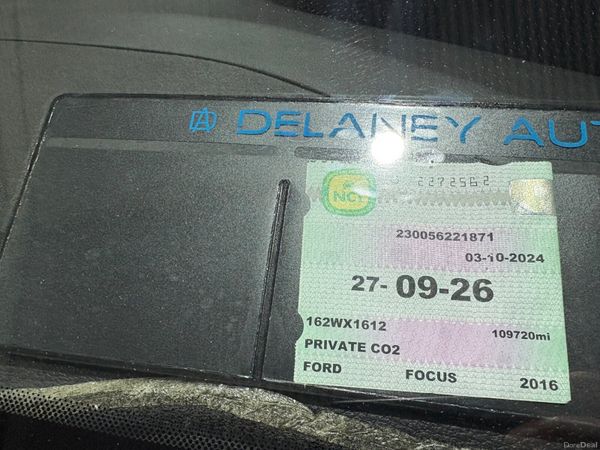 DELANEY AUT
NCT
2272562
230056221871
03-10-2024
27- 09-26
162WX1612
109720mi
PRIVATE CO2
FORD FOCUS 2016
DoneDeal